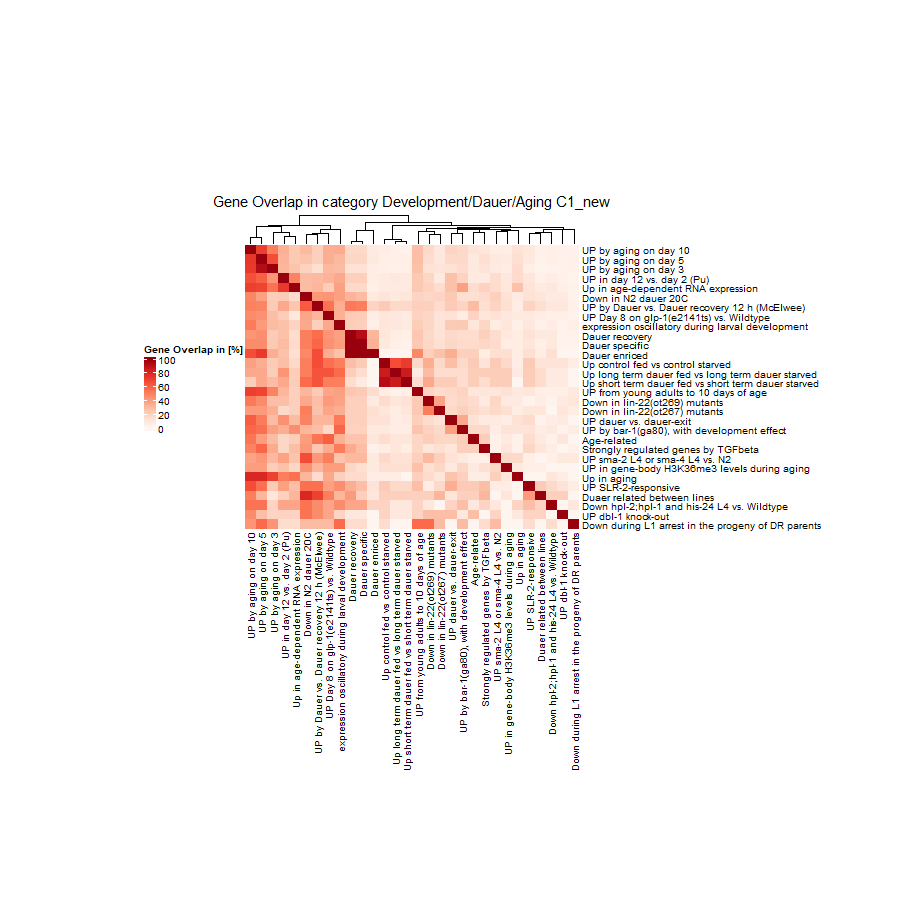 Gene Overlap in category Development/Dauer/Aging C1_new
Gene Overlap in [%]
100
80
60
40
20
0
UP by aging on day 10
UP by aging on day 5
UP by aging on day 3
UP in day 12 vs. day 2 (Pu)
Up in age-dependent RNA expression
Down in N2 dauer 20C
UP by Dauer vs. Dauer recovery 12 h (McElwee)
UP Day 8 on glp-1(e2141ts) vs. Wildtype
expression oscillatory during larval development
Dauer recovery
Dauer specific
Dauer enriced
Up control fed vs control starved
Up long term dauer fed vs long term dauer starved
Up short term dauer fed vs short term dauer starved
UP from young adults to 10 days of age
Down in lin-22(ot269) mutants
Down in lin-22(ot267) mutants
UP dauer vs. dauer-exit
UP by bar-1(ga80), with development effect
Age-related
Strongly regulated genes by TGFbeta
UP sma-2 L4 or sma-4 L4 vs. N2
UP in gene-body H3K36me3 levels during aging
Up in aging
UP SLR-2-responsive
Duaer related between lines
Down hpl-2;hpl-1 and his-24 L4 vs. Wildtype
UP dbl-1 knock-out
Down during L1 arrest in the progeny of DR parents
UP by aging on day 10
UP by aging on day 5
UP by aging on day 3
UP in day 12 vs. day 2 (Pu)
Up in age-dependent RNA expression
Down in N2 dauer 20C
UP by Dauer vs. Dauer recovery 12 h (McElwee)
UP Day 8 on glp-1(e2141ts) vs. Wildtype
expression oscillatory during larval development
Dauer recovery
Dauer specific
Dauer enriced
Up control fed vs control starved
Up long term dauer fed vs long term dauer starved
Up short term dauer fed vs short term dauer starved
UP from young adults to 10 days of age
Down in lin-22(ot269) mutants
Down in lin-22(ot267) mutants
UP dauer vs. dauer-exit
UP by bar-1(ga80), with development effect
Age-related
Strongly regulated genes by TGFbeta
UP sma-2 L4 or sma-4 L4 vs. N2
UP in gene-body H3K36me3 levels during aging
Up in aging
UP SLR-2-responsive
Duaer related between lines
Down hpl-2;hpl-1 and his-24 L4 vs. Wildtype
UP dbl-1 knock-out
Down during L1 arrest in the progeny of DR parents